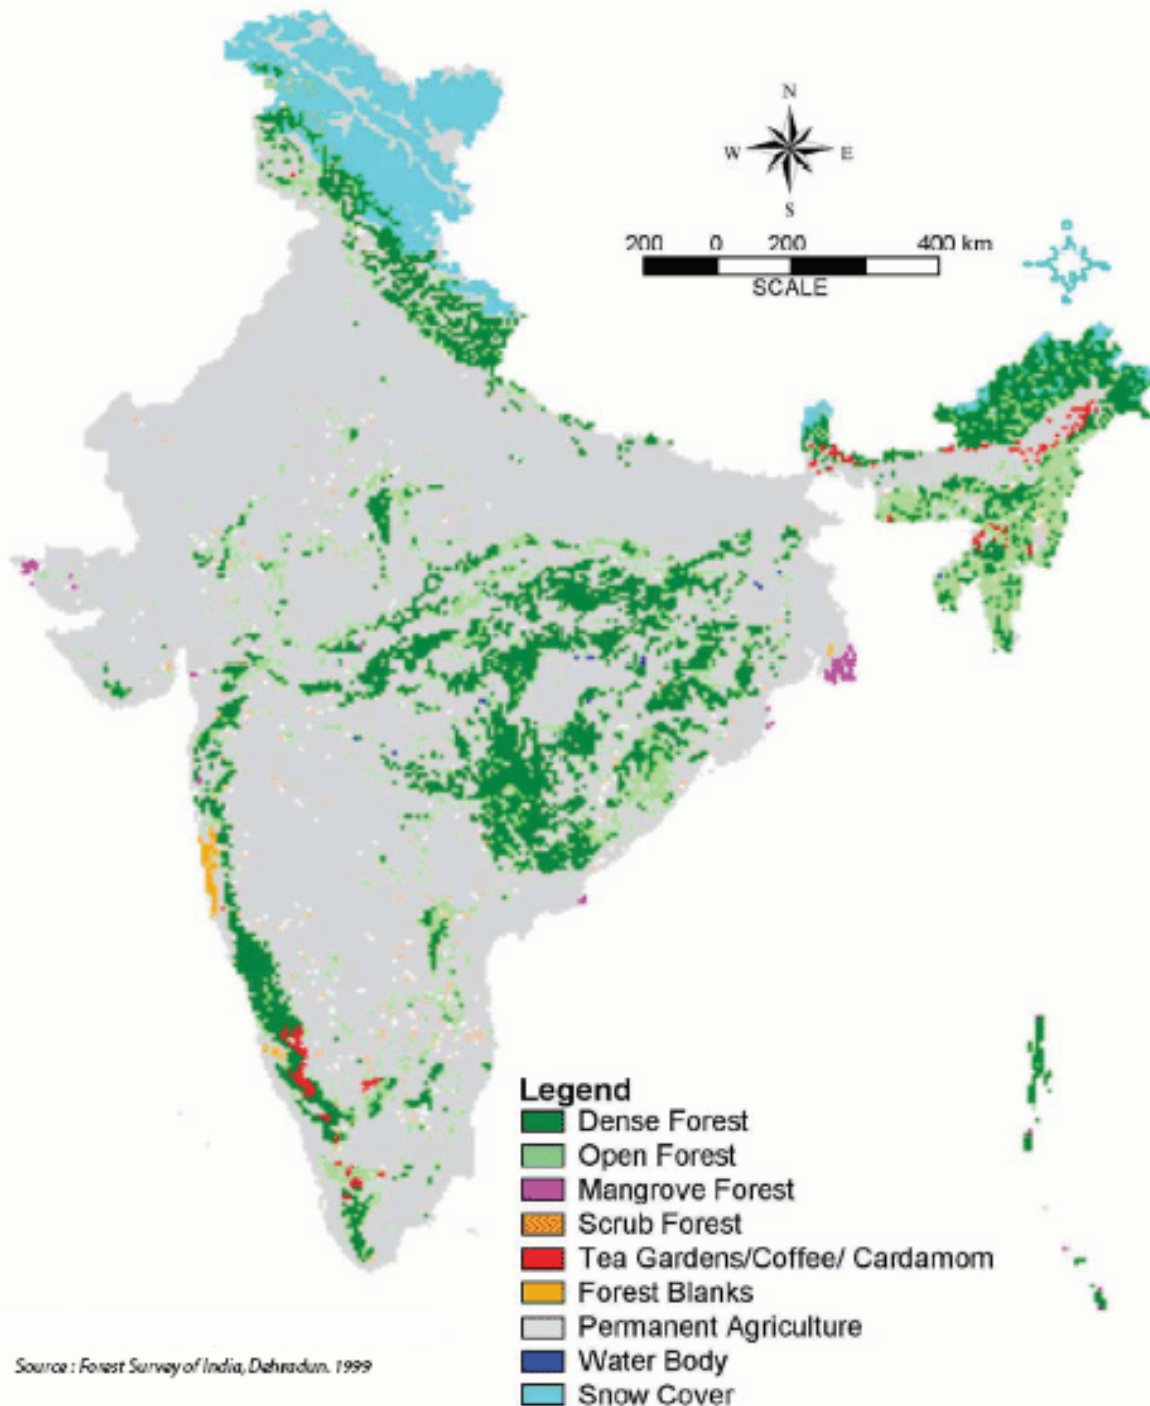 N
W E
S
200 0 200 400 km
SCALE
Legend
Dense Forest
Open Forest
Mangrove Forest
Scrub Forest
Tea Gardens/Coffee/ Cardamom
Forest Blanks
Permanent Agriculture
Water Body
Snow Cover
Source : Forest Survey of India, Dehradun. 1999